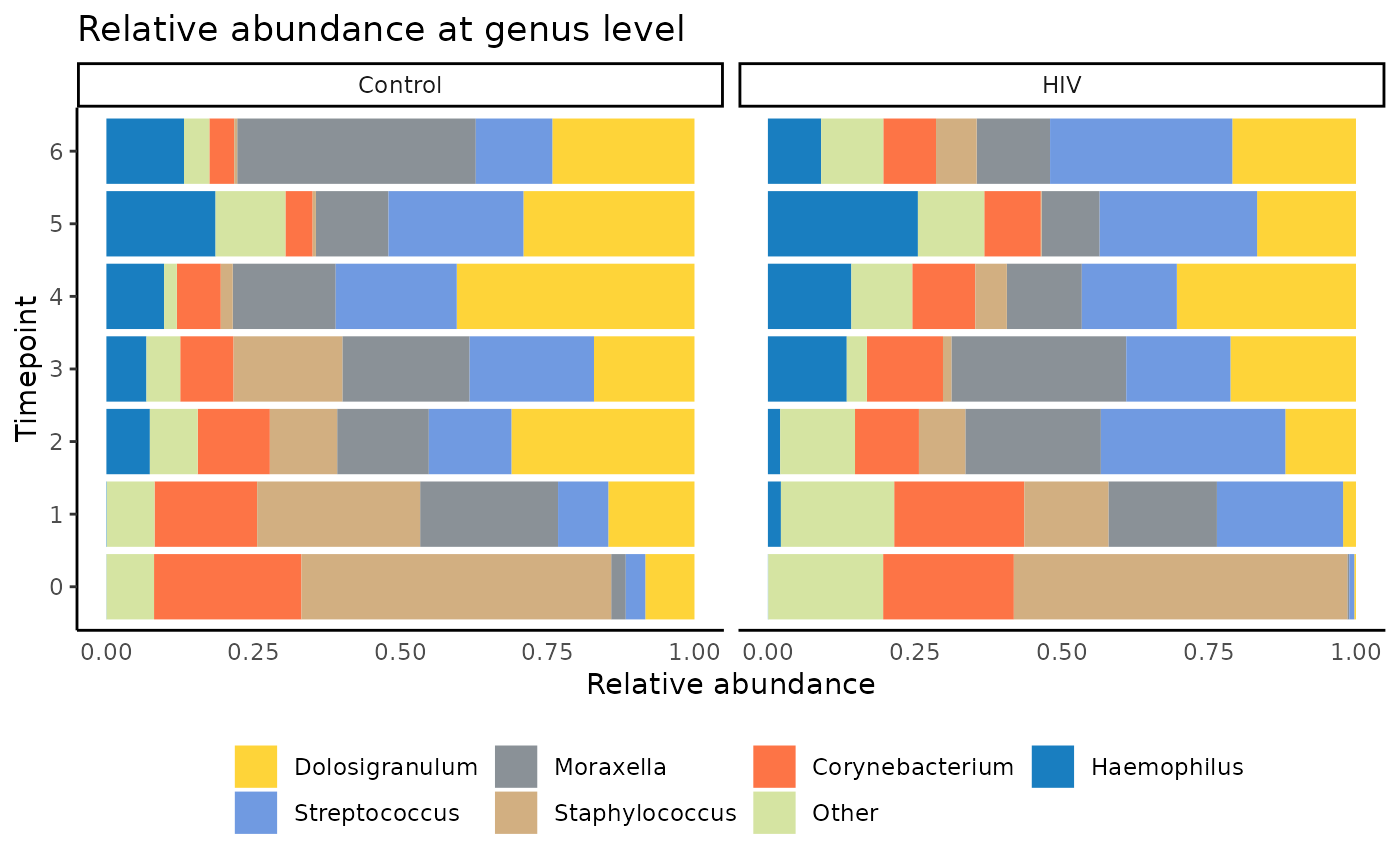 Relative abundance at genus level
Control HIV
6
5
4
3
2
1
0
Timepoint
0.00 0.25 0.50 0.75 1.00 0.00 0.25 0.50 0.75 1.00
Relative abundance
Dolosigranulum Moraxella Corynebacterium Haemophilus
Streptococcus Staphylococcus Other